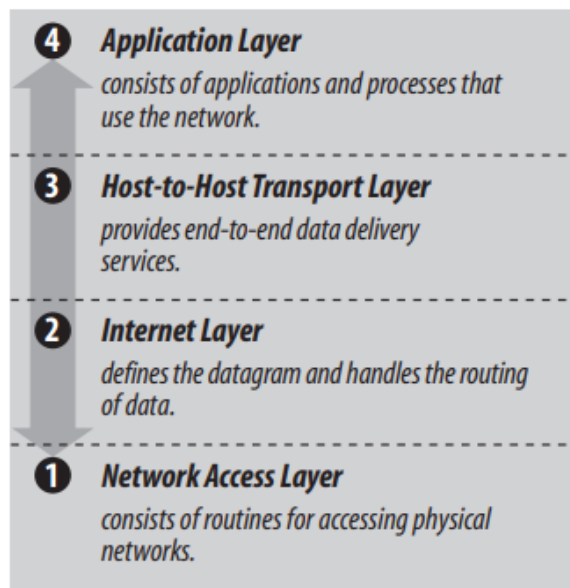 4 Application Layer
consists of applications and processes that
use the network.
3 Host-to-Host Transport Layer
provides end-to-end data delivery
services.
2 Internet Layer
defines the datagram and handles the routing
of data.
1 Network Access Layer
consists of routines for accessing physical
networks.